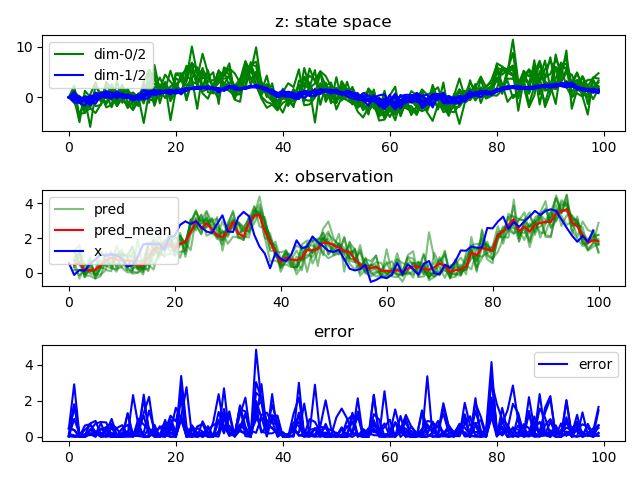 z: state space
10
0
dim-0/2
dim-1/2
0 20 40 60 80 100
x: observation
4
2
0
pred
pred_mean
x
0 20 40 60 80 100
error
4
2
0
error
0 20 40 60 80 100